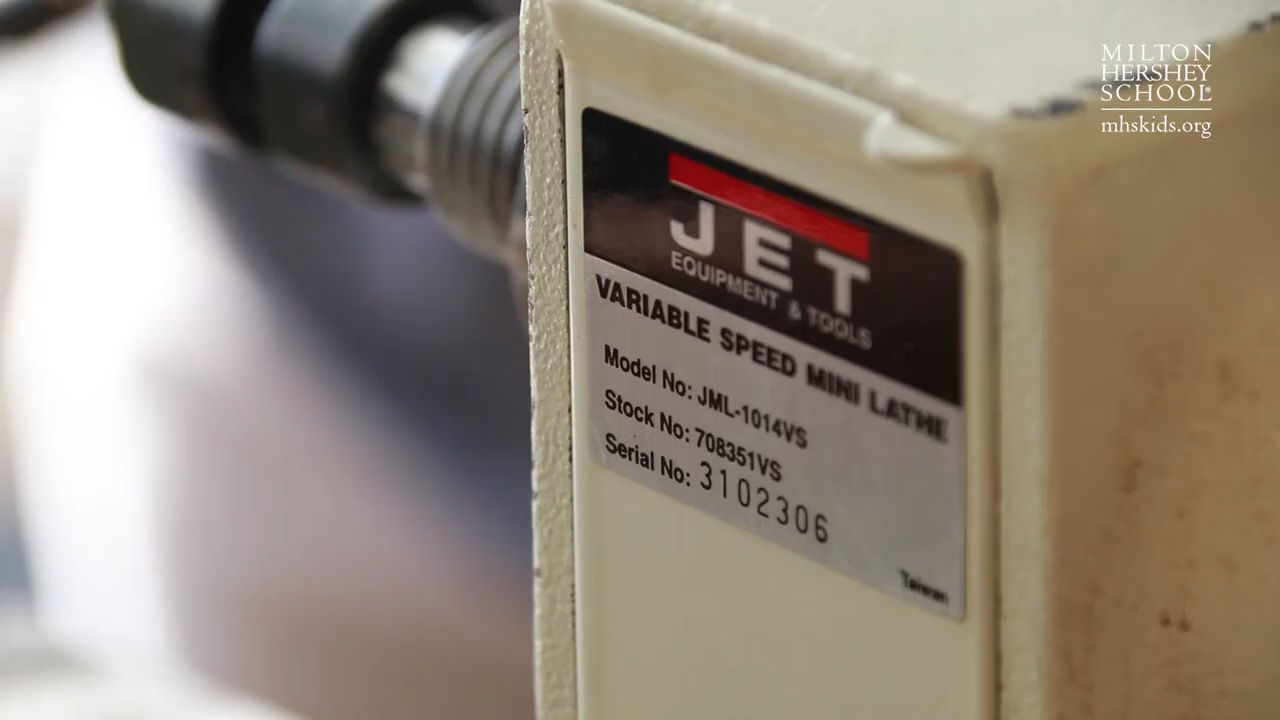 MILTON
HERSHEY
SCHOOL®
mhskids.org
JET
EQUIPMENT & TOOLS
VARIABLE SPEED MINI LATHE
Model No: JML-1014VS
Stock No: 708351VS
Serial No: 3102306
Taiwan